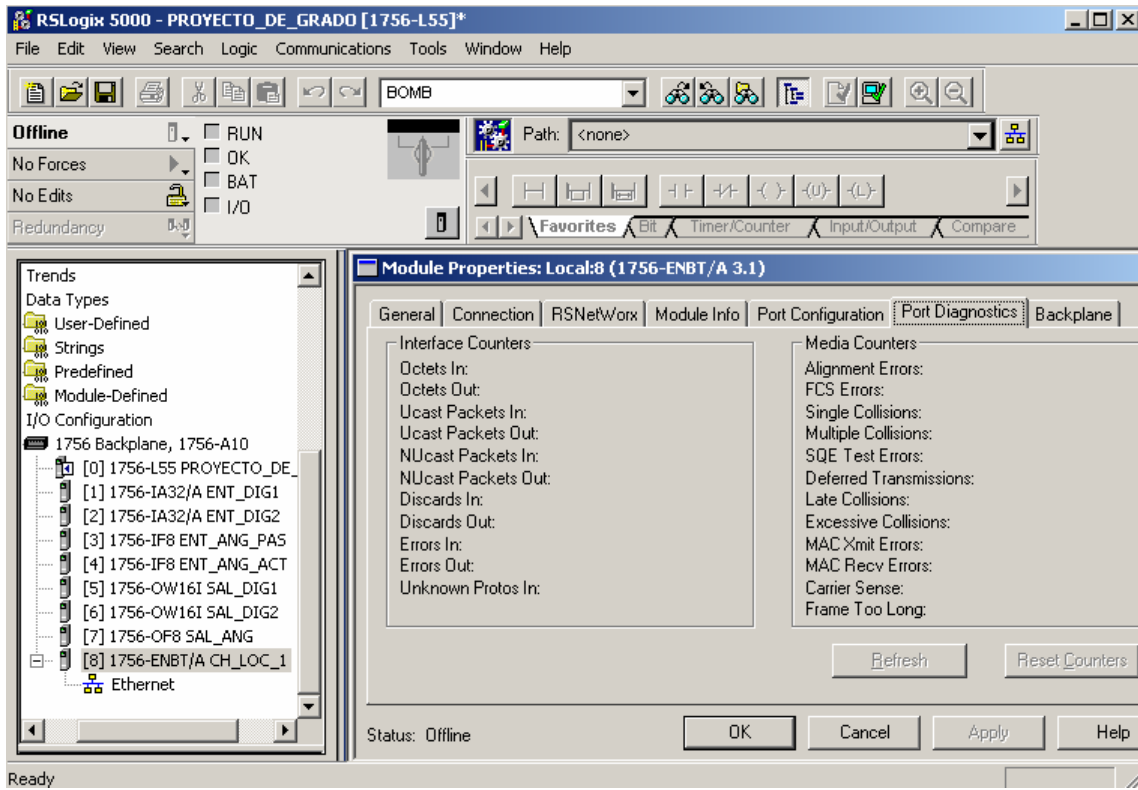 RSLogix 5000 - PROYECTO_DE_GRADO [1756-L55]*
File Edit View Search Logic Communications Tools Window Help
BOMB
Offline
RUN
Path: <none>
No Forces
OK
No Edits
BAT
Redundancy
I/O
Favorites Bit Timer/Counter Input/Output Compare
Trends
Data Types
User-Defined
Strings
Predefined
Module-Defined
I/O Configuration
1756 Backplane, 1756-A10
[0] 1756-L55 PROYECTO_DE_
[1] 1756-IA32/A ENT_DIG1
[2] 1756-IA32/A ENT_DIG2
[3] 1756-IF8 ENT_ANG_PAS
[4] 1756-IF8 ENT_ANG_ACT
[5] 1756-OW16I SAL_DIG1
[6] 1756-OW16I SAL_DIG2
[7] 1756-OF8 SAL_ANG
[8] 1756-ENBT/A CH_LOC_1
Ethernet
Module Properties: Local:8 (1756-ENBT/A 3.1)
General Connection RSNetWorx Module Info Port Configuration Port Diagnostics Backplane
Interface Counters
Octets In:
Octets Out:
Ucast Packets In:
Ucast Packets Out:
NUcast Packets In:
NUcast Packets Out:
Discards In:
Discards Out:
Errors In:
Errors Out:
Unknown Protos In:
Media Counters
Alignment Errors:
FCS Errors:
Single Collisions:
Multiple Collisions:
SQE Test Errors:
Deferred Transmissions:
Late Collisions:
Excessive Collisions:
MAC Xmit Errors:
MAC Recv Errors:
Carrier Sense:
Frame Too Long:
Refresh Reset Counters
Status: Offline
OK Cancel Apply Help
Ready